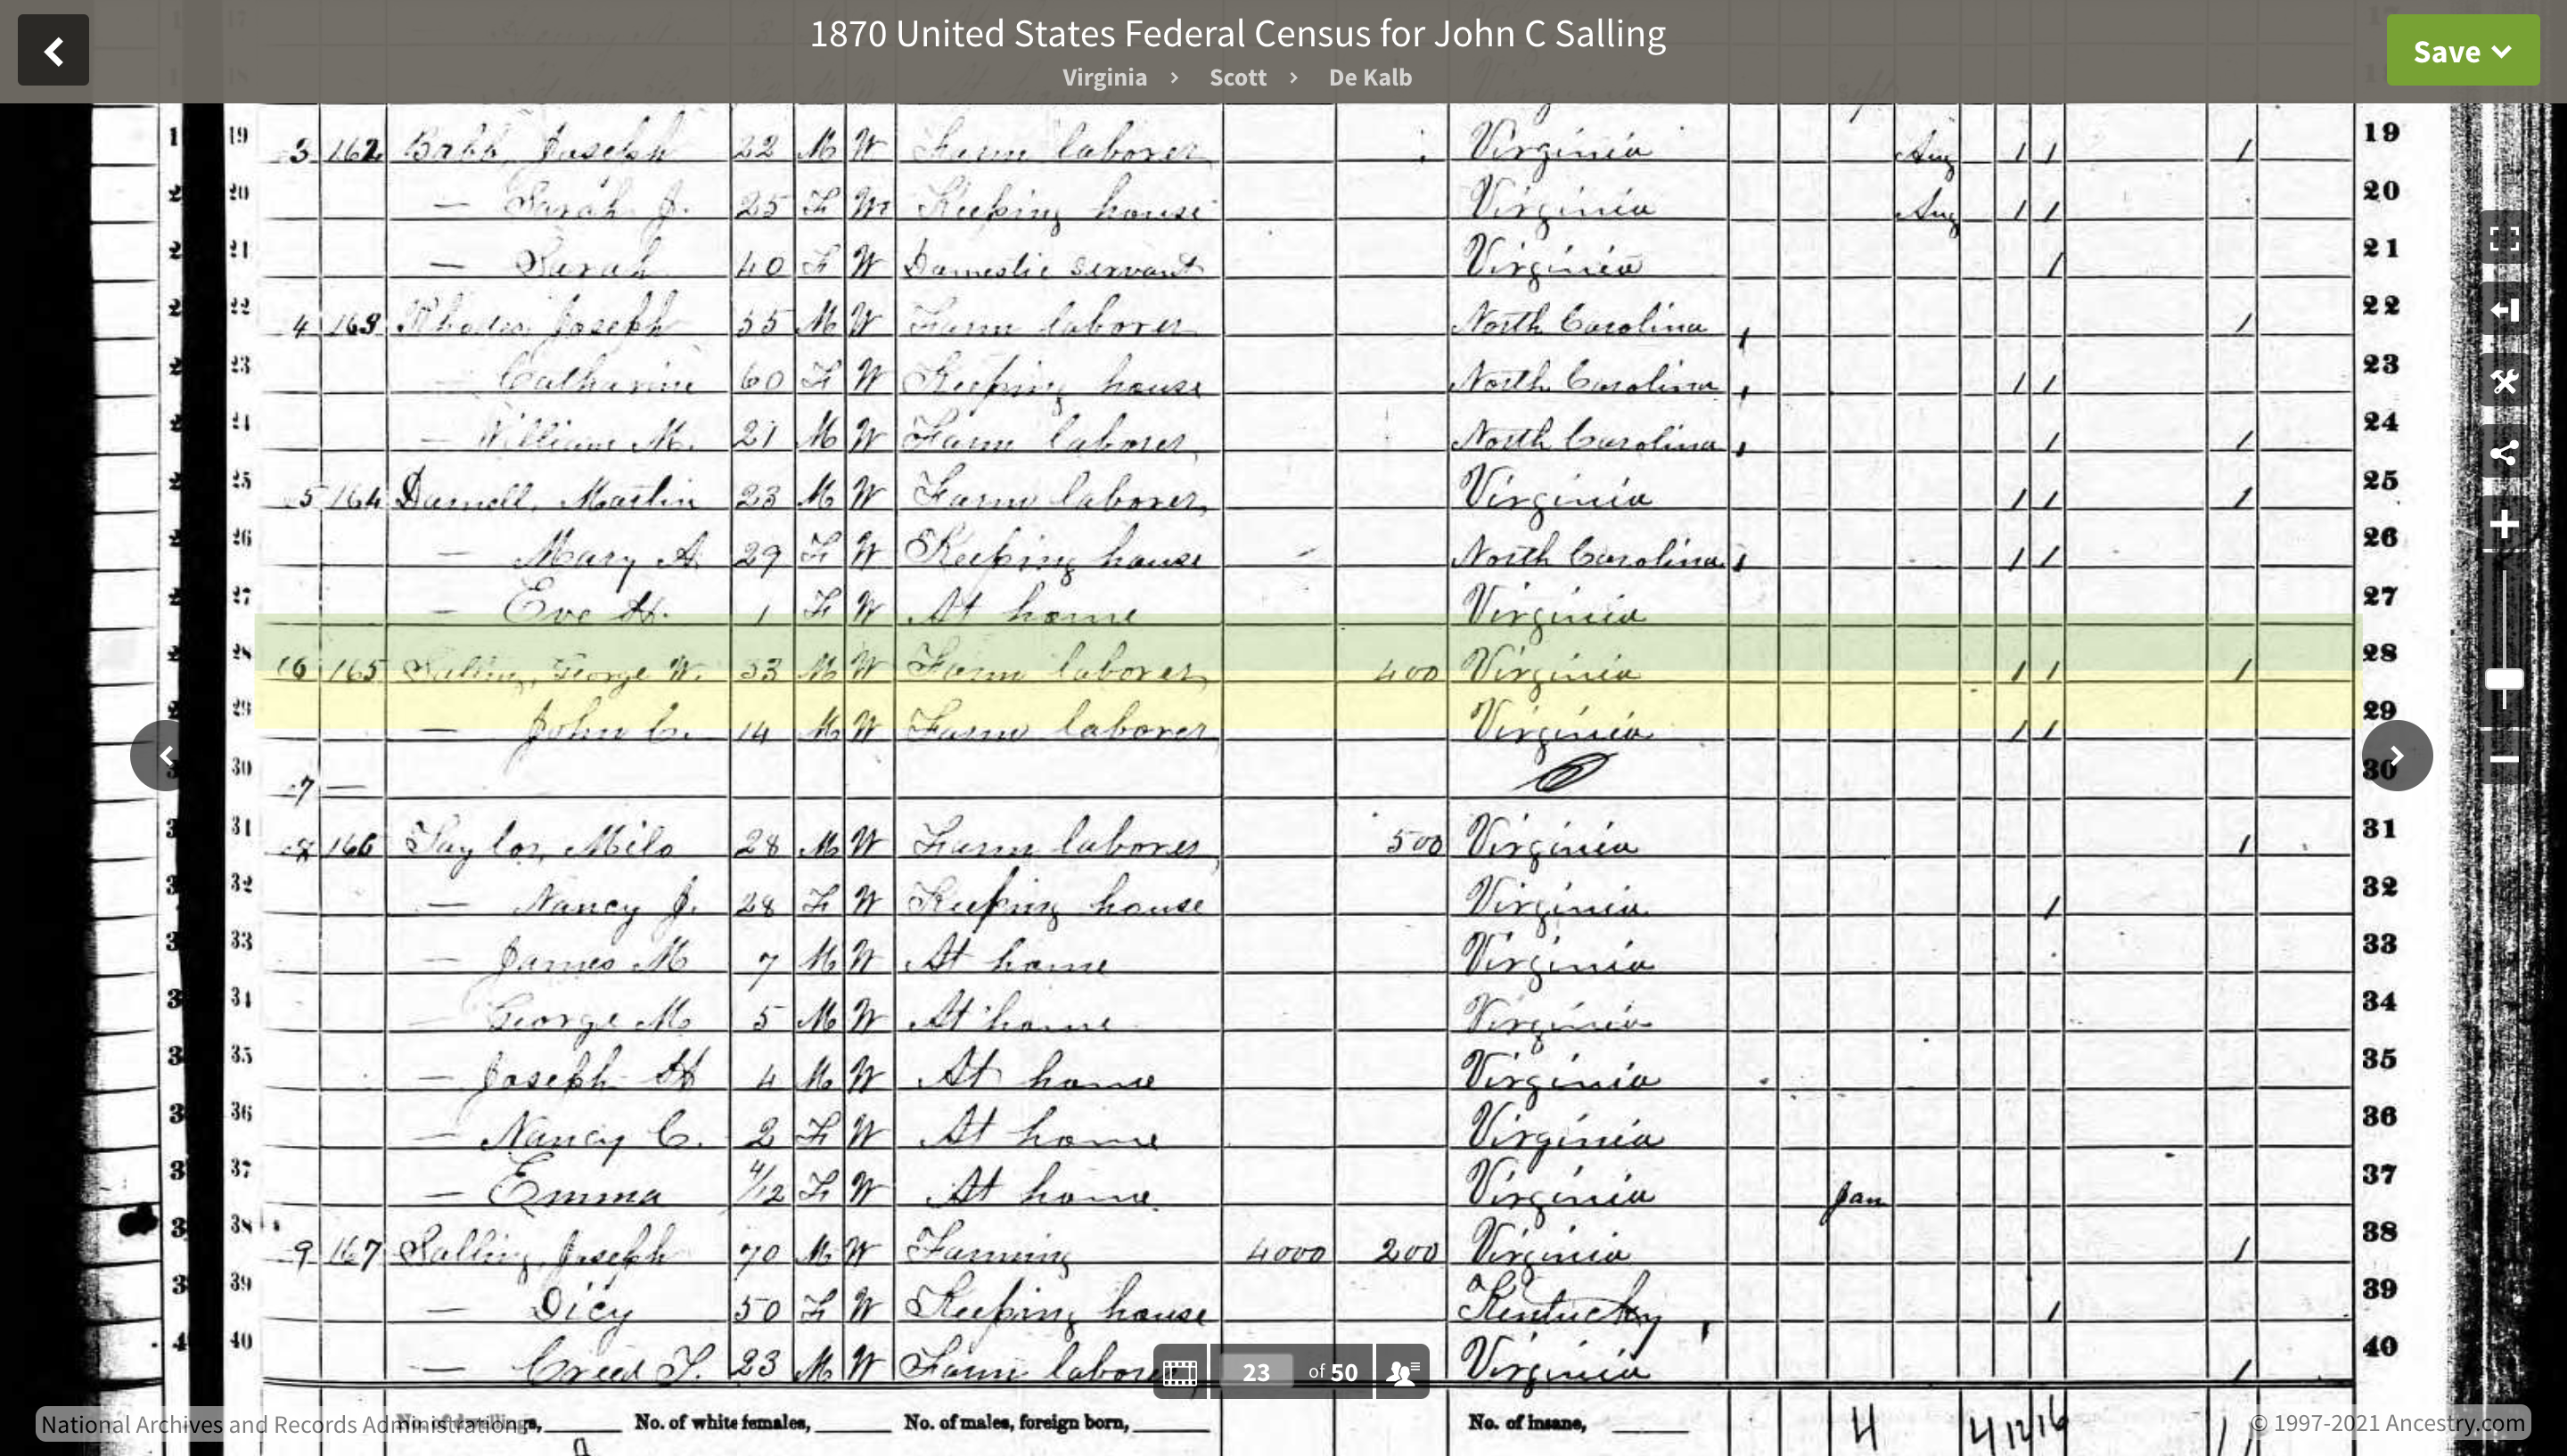 1870 United States Federal Census for John C Salling
Virginia > Scott > De Kalb
Save
19 3 162 Babb, Joseph 22 M W Farm laborer Virginia Aug 1 1 1 19
20 — Sarah J. 25 F W Keeping house Virginia Aug 1 1 20
21 — Sarah 40 F W Domestic servant Virginia 1 21
22 4 163 Rhoades, Joseph 55 M W Farm laborer North Carolina 1 22
23 — Catharine 60 F W Keeping house North Carolina 1 1 23
24 — William M. 21 M W Farm laborer North Carolina 1 1 24
25 5 164 Darnell, Martin 23 M W Farm laborer Virginia 1 1 1 25
26 — Mary A. 29 F W Keeping house North Carolina 1 1 26
27 — Eve H. 1 F W At home Virginia 27
28 6 165 Salling, George W. 33 M W Farm laborer 400 Virginia 1 1 1 28
29 — John C. 14 M W Farm laborer Virginia 1 1 29
30 7 — 30
31 166 Taylor, Milo 28 M W Farm laborer 500 Virginia 1 31
32 — Nancy J. 28 F W Keeping house Virginia 1 32
33 — James M 7 M W At home Virginia 33
34 — George M 5 M W At home Virginia 34
35 — Joseph H 4 M W At home Virginia 35
36 — Nancy C. 2 F W At home Virginia 36
37 — Emma 4/12 F W At home Virginia Jan 37
38 9 167 Salling, Joseph 70 M W Farming 4000 200 Virginia 1 38
39 — Dicy 50 F W Keeping house Kentucky 1 39
40 — Creed T. 23 M W Farm labore Virginia 1 40
23 of 50
No. of white females, No. of males, foreign born, No. of insane, 4 4 12 16 11
National Archives and Records Administration
© 1997-2021 Ancestry.com